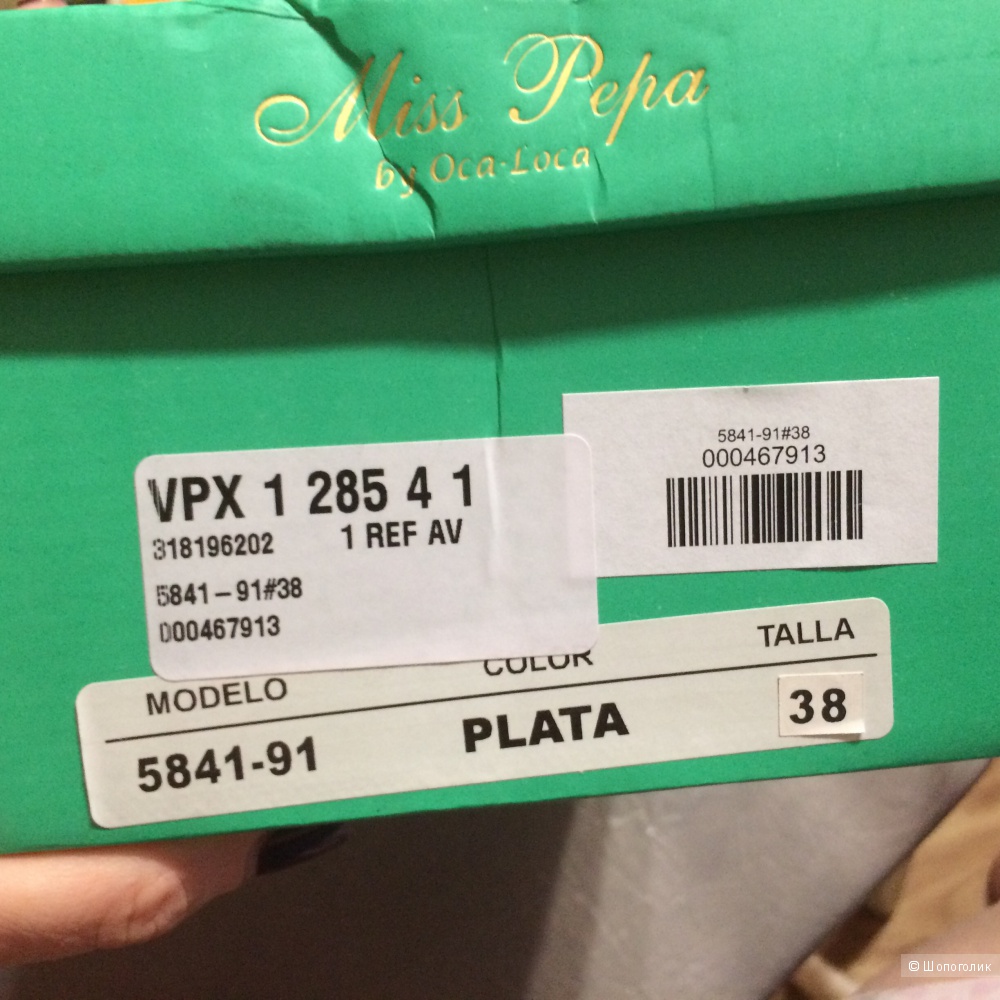 Miss Pepa
by Oca-Loca
5841-91#38
000467913
VPX 1 285 4 1
318196202 1 REF AV
5841-91#38
000467913
MODELO COLOR TALLA
5841-91 PLATA 38
© Шопоголик